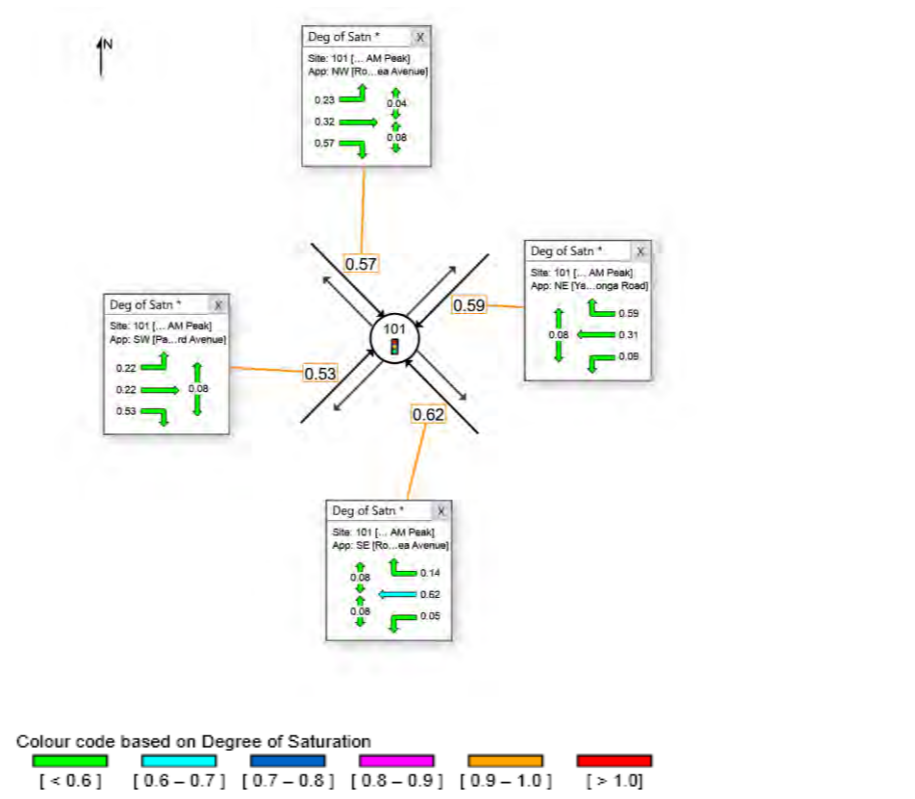 N
Deg of Satn * X
Site: 101 [... AM Peak]
App: NW [Ro...ea Avenue]
0.23
0.04
0.32
0.08
0.57
0.57
Deg of Satn * X
Site: 101 [... AM Peak]
App: NE [Ya...onga Road]
0.59
0.08
0.31
0.09
0.59
101
Deg of Satn * X
Site: 101 [... AM Peak]
App: SW [Pa...rd Avenue]
0.22
0.22
0.08
0.53
0.53
0.62
Deg of Satn * X
Site: 101 [... AM Peak]
App: SE [Ro...ea Avenue]
0.08
0.14
0.62
0.08
0.05
Colour code based on Degree of Saturation
[ < 0.6 ] [ 0.6 – 0.7 ] [ 0.7 – 0.8 ] [ 0.8 – 0.9 ] [ 0.9 – 1.0 ] [ > 1.0]